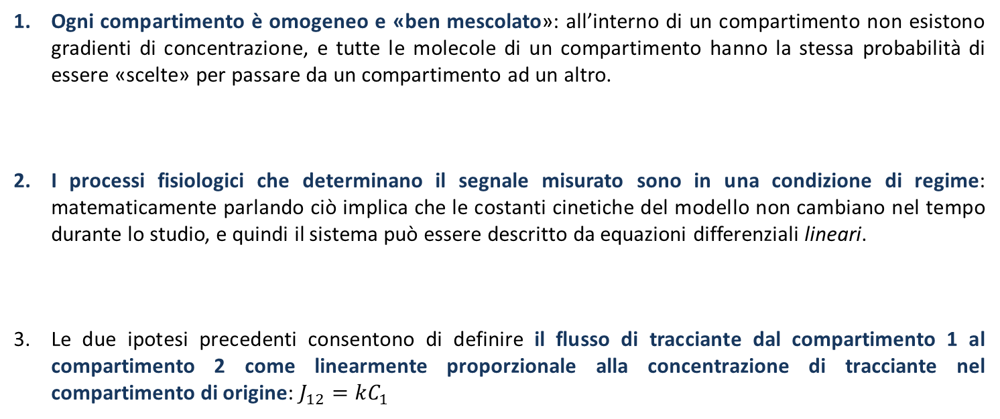 1. Ogni compartimento è omogeneo e «ben mescolato»: all’interno di un compartimento non esistono
gradienti di concentrazione, e tutte le molecole di un compartimento hanno la stessa probabilità di
essere «scelte» per passare da un compartimento ad un altro.
2. I processi fisiologici che determinano il segnale misurato sono in una condizione di regime:
matematicamente parlando ciò implica che le costanti cinetiche del modello non cambiano nel tempo
durante lo studio, e quindi il sistema può essere descritto da equazioni differenziali lineari.
3. Le due ipotesi precedenti consentono di definire il flusso di tracciante dal compartimento 1 al
compartimento 2 come linearmente proporzionale alla concentrazione di tracciante nel
compartimento di origine: J₁₂ = kC₁